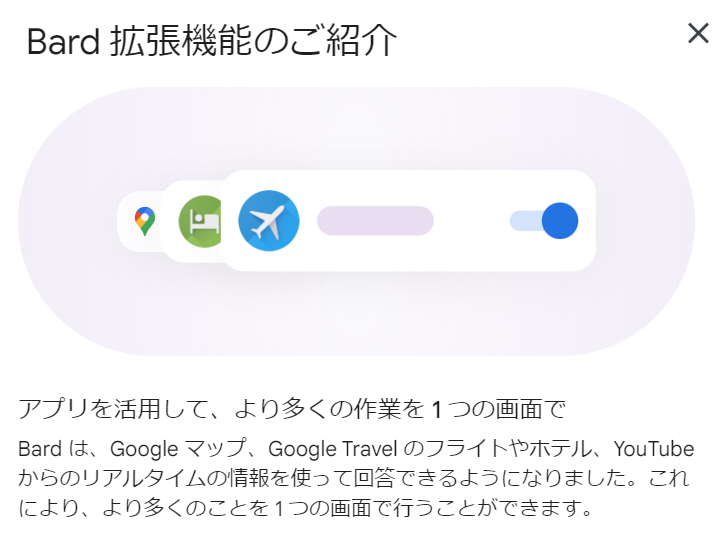 Bard 拡張機能のご紹介
アプリを活用して、より多くの作業を 1 つの画面で
Bard は、Google マップ、Google Travel のフライトやホテル、YouTube
からのリアルタイムの情報を使って回答できるようになりました。これ
により、より多くのことを 1 つの画面で行うことができます。